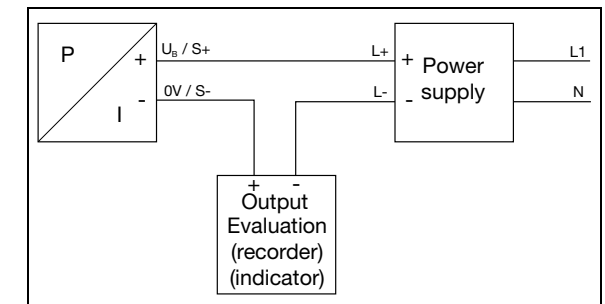 P
I
+
-
U_B / S+
0V / S-
L+
L-
+
-
Power
supply
L1
N
+ -
Output
Evaluation
(recorder)
(indicator)